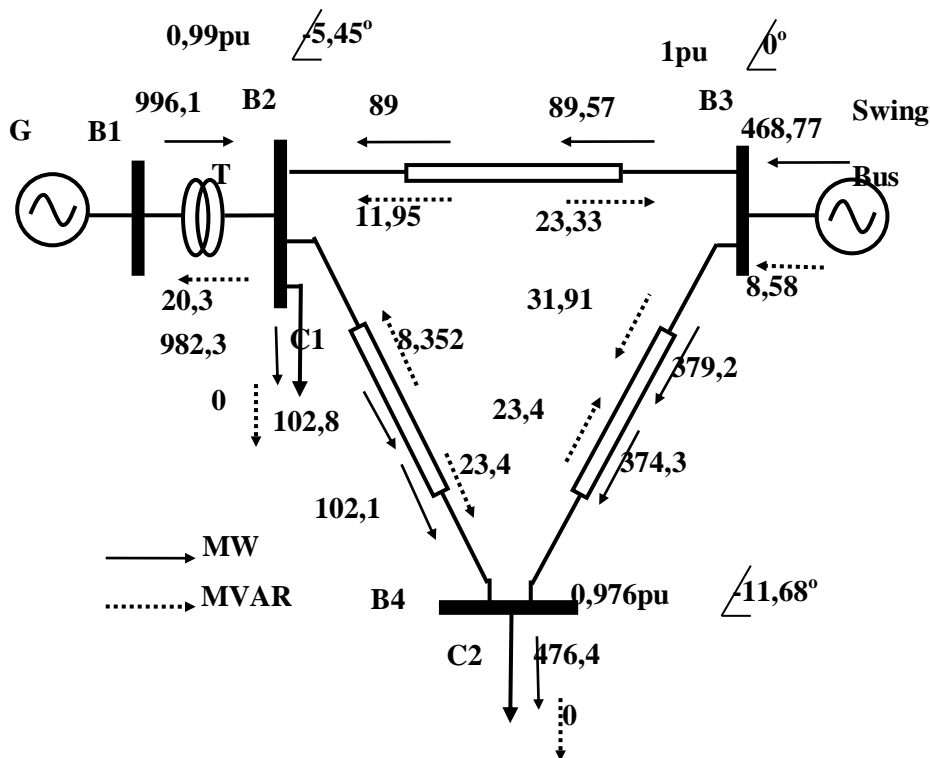 0,99pu
-5,45º
1pu
0º
996,1
B2
89
89,57
B3
G
B1
468,77
Swing
T
Bus
11,95
23,33
20,3
31,91
8,58
982,3
C1
8,352
379,2
0
102,8
23,4
23,4
374,3
102,1
MW
MVAR
B4
0,976pu
-11,68º
C2
476,4
0